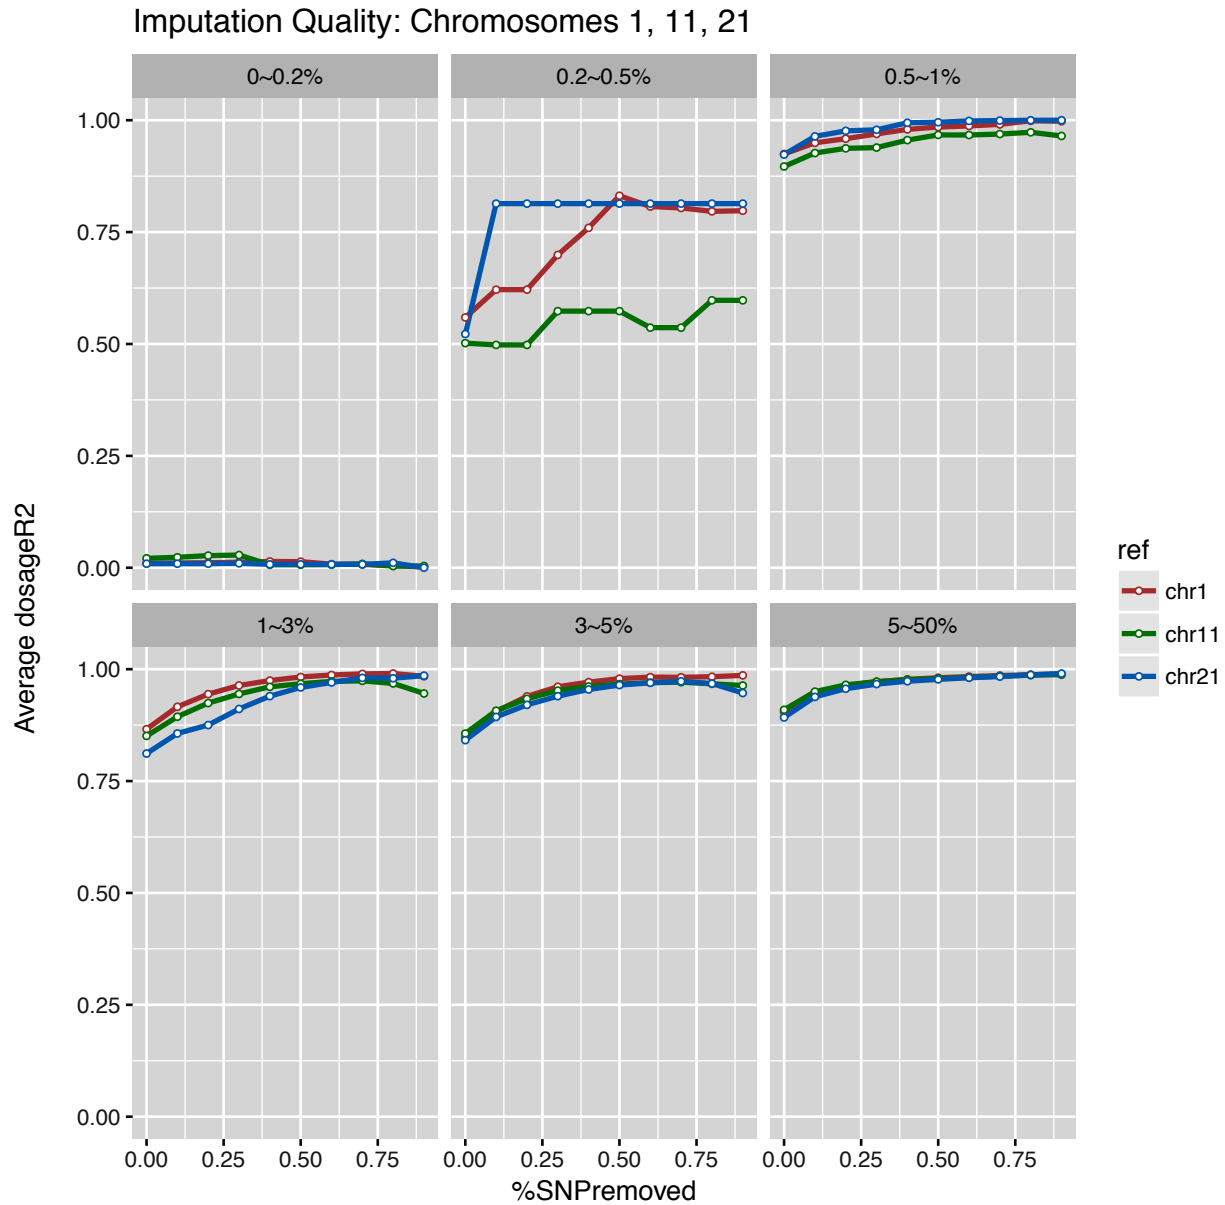 Imputation Quality: Chromosomes 1, 11, 21
0~0.2%
0.2~0.5%
0.5~1%
1.00
0.75
0.50
0.25
0.00
1~3%
3~5%
5~50%
1.00
0.75
0.50
0.25
0.00
0.00 0.25 0.50 0.75
0.00 0.25 0.50 0.75
0.00 0.25 0.50 0.75
%SNPremoved
Average dosageR2
ref
chr1
chr11
chr21